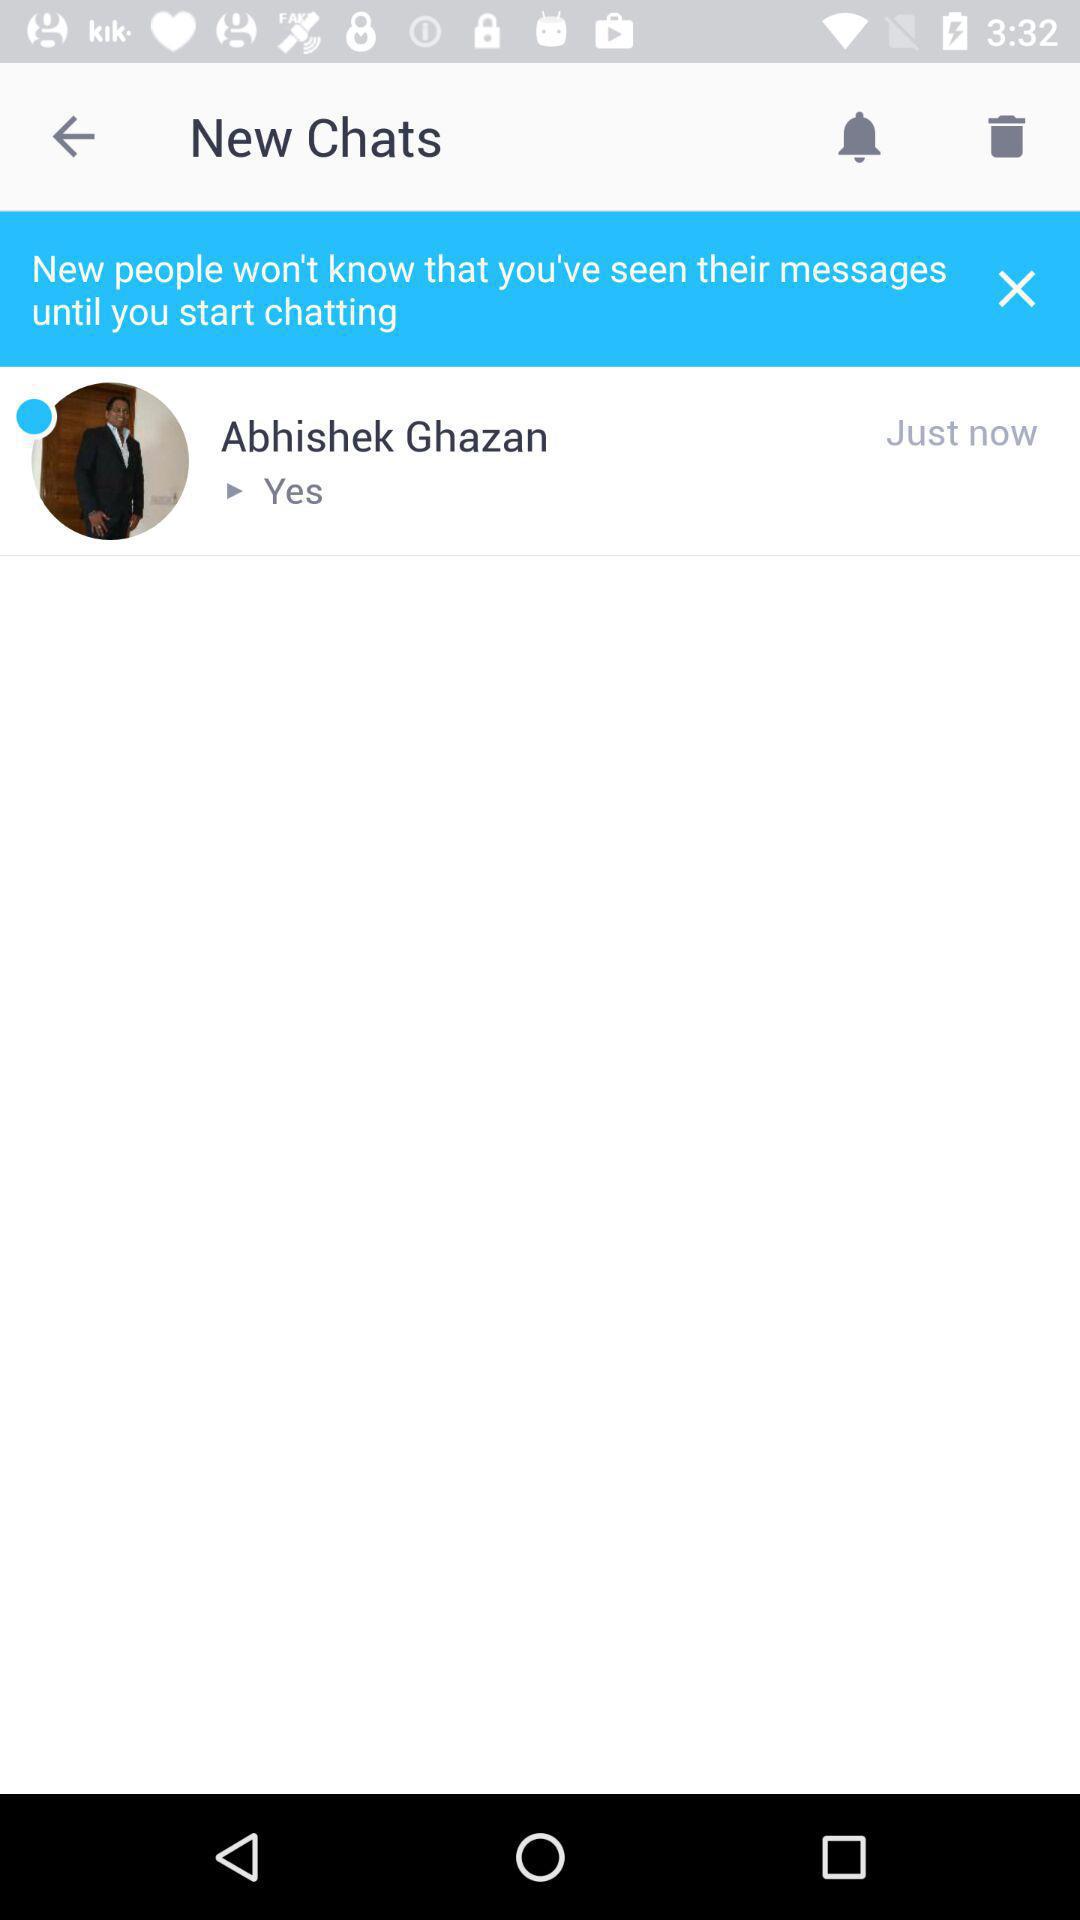 kik.
FAKE
3:32
New Chats
New people won't know that you've seen their messages
until you start chatting
Abhishek Ghazan
Just now
Yes